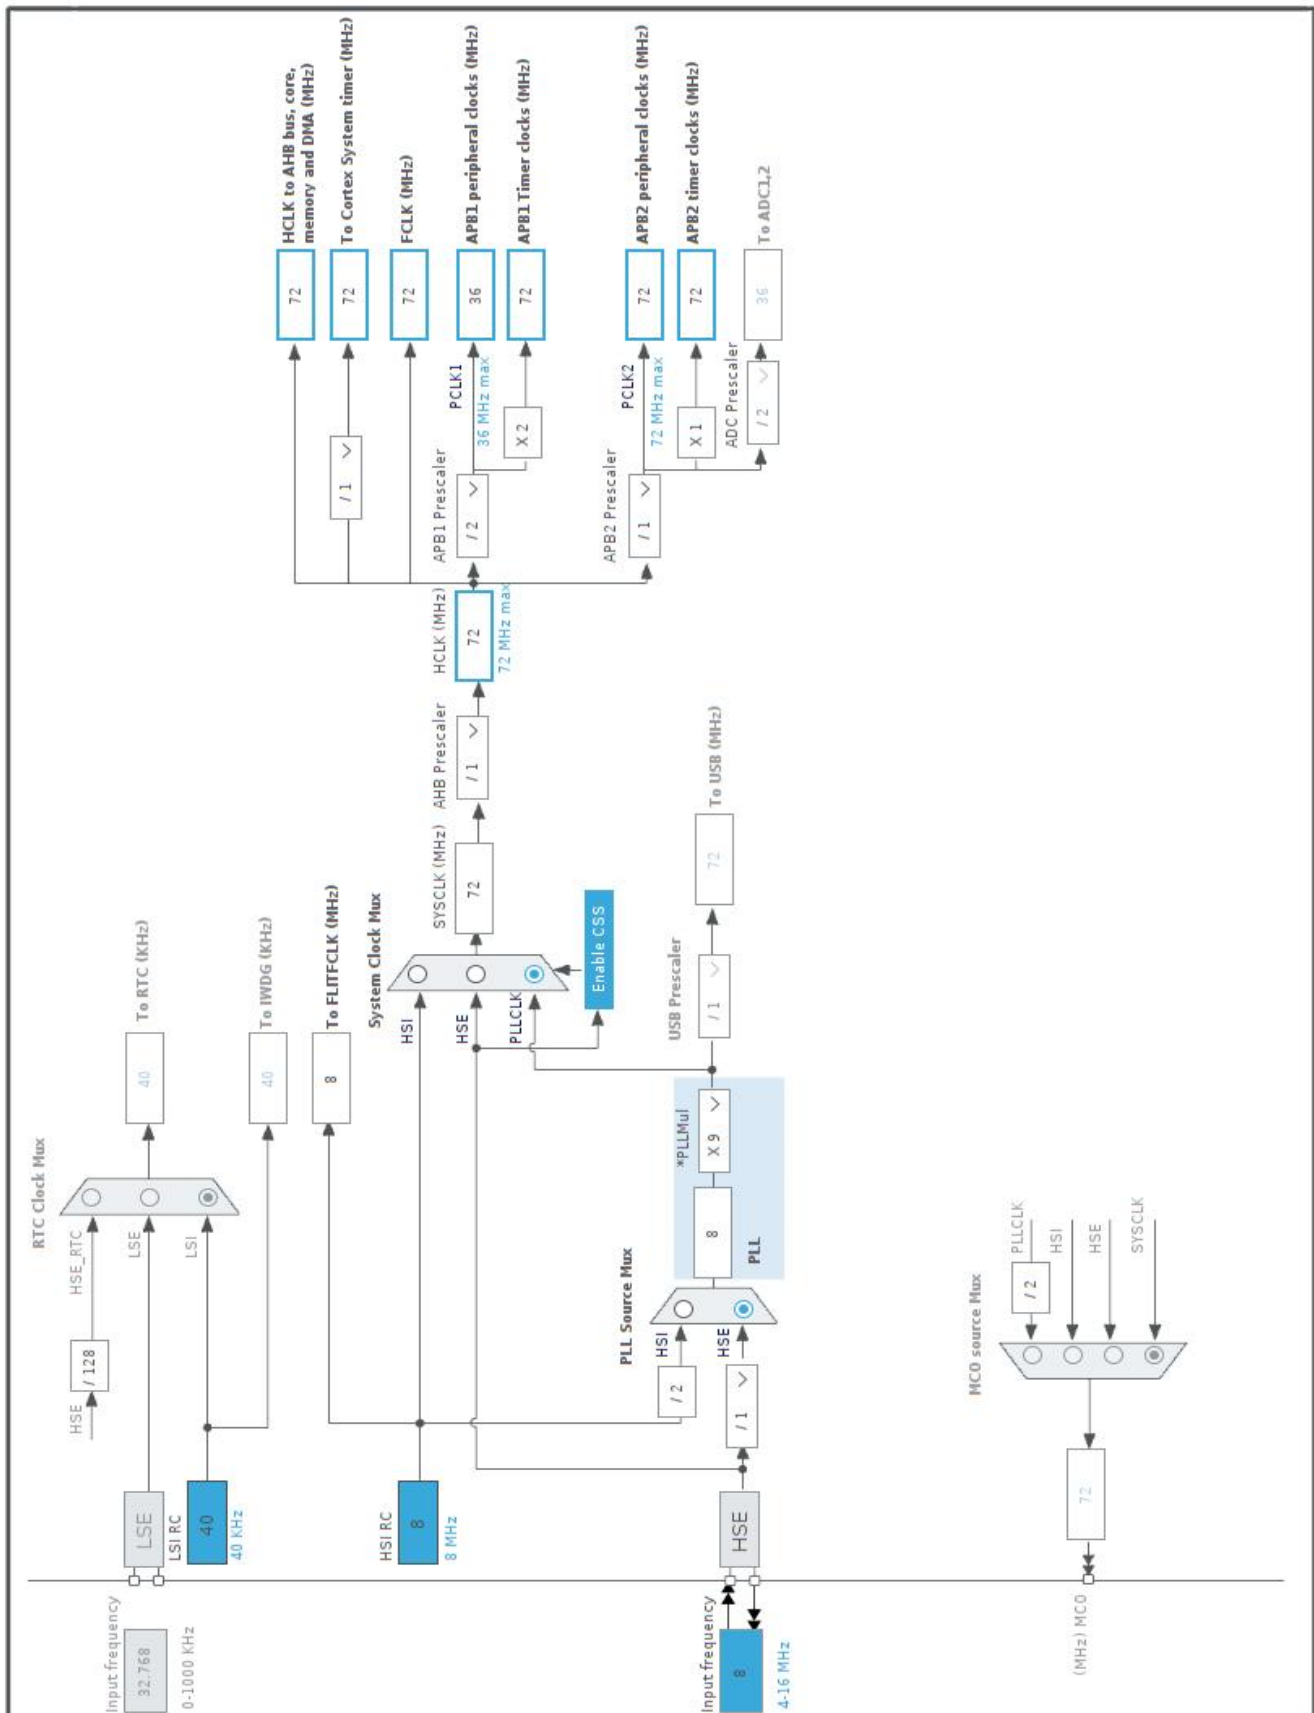 RTC Clock Mux
HSE
/ 128
HSE_RTC
LSE
LSI
40
To RTC (KHz)
Input frequency
32.768
0-1000 KHz
LSE
LSI RC
40
40 KHz
40
To IWDG (KHz)
8
To FLITFCLK (MHz)
HSI RC
8
8 MHz
System Clock Mux
HSI
HSE
PLLCLK
Enable CSS
SYSCLK (MHz)
72
AHB Prescaler
/ 1
HCLK (MHz)
72
72 MHz max
72
HCLK to AHB bus, core,
memory and DMA (MHz)
/ 1
72
To Cortex System timer (MHz)
72
FCLK (MHz)
APB1 Prescaler
/ 2
PCLK1
36 MHz max
36
APB1 peripheral clocks (MHz)
X 2
72
APB1 Timer clocks (MHz)
APB2 Prescaler
/ 1
PCLK2
72 MHz max
72
APB2 peripheral clocks (MHz)
X 1
72
APB2 timer clocks (MHz)
ADC Prescaler
/ 2
36
To ADC1,2
PLL Source Mux
HSI
/ 2
HSE
/ 1
8
*PLLMul
X 9
PLL
USB Prescaler
/ 1
72
To USB (MHz)
Input frequency
8
4-16 MHz
HSE
MCO source Mux
PLLCLK
/ 2
HSI
HSE
SYSCLK
72
(MHz) MCO